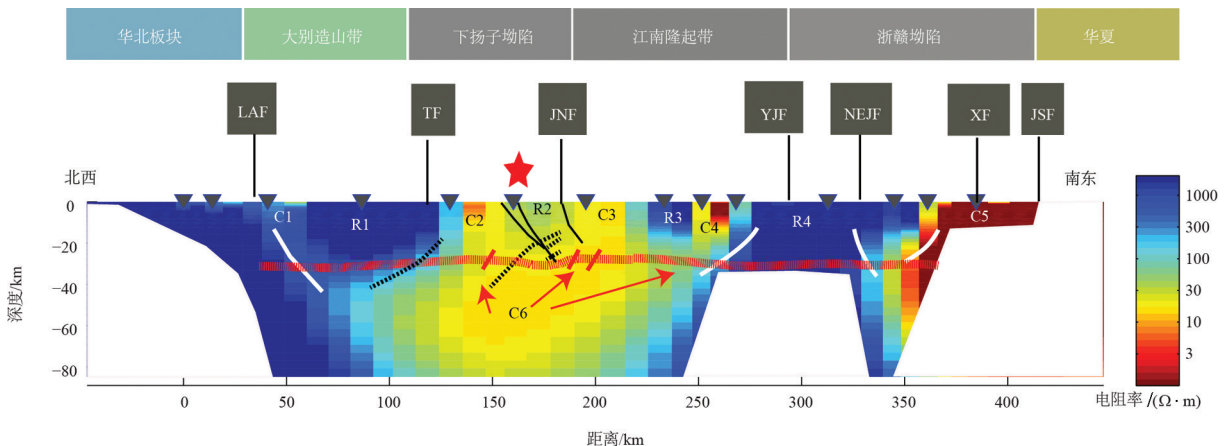 华北板块 大别造山带 下扬子坳陷 江南隆起带 浙赣坳陷 华夏
LAF TF JNF YJF NEJF XF JSF
北西 南东
0 C1 R1 C2 R2 C3 R3 C4 R4 C5 1000
−20 300
−40 100
C6
−60 30
−80 10
3
深度/km
0 50 100 150 200 250 300 350 400 电阻率/(Ω·m)
距离/km